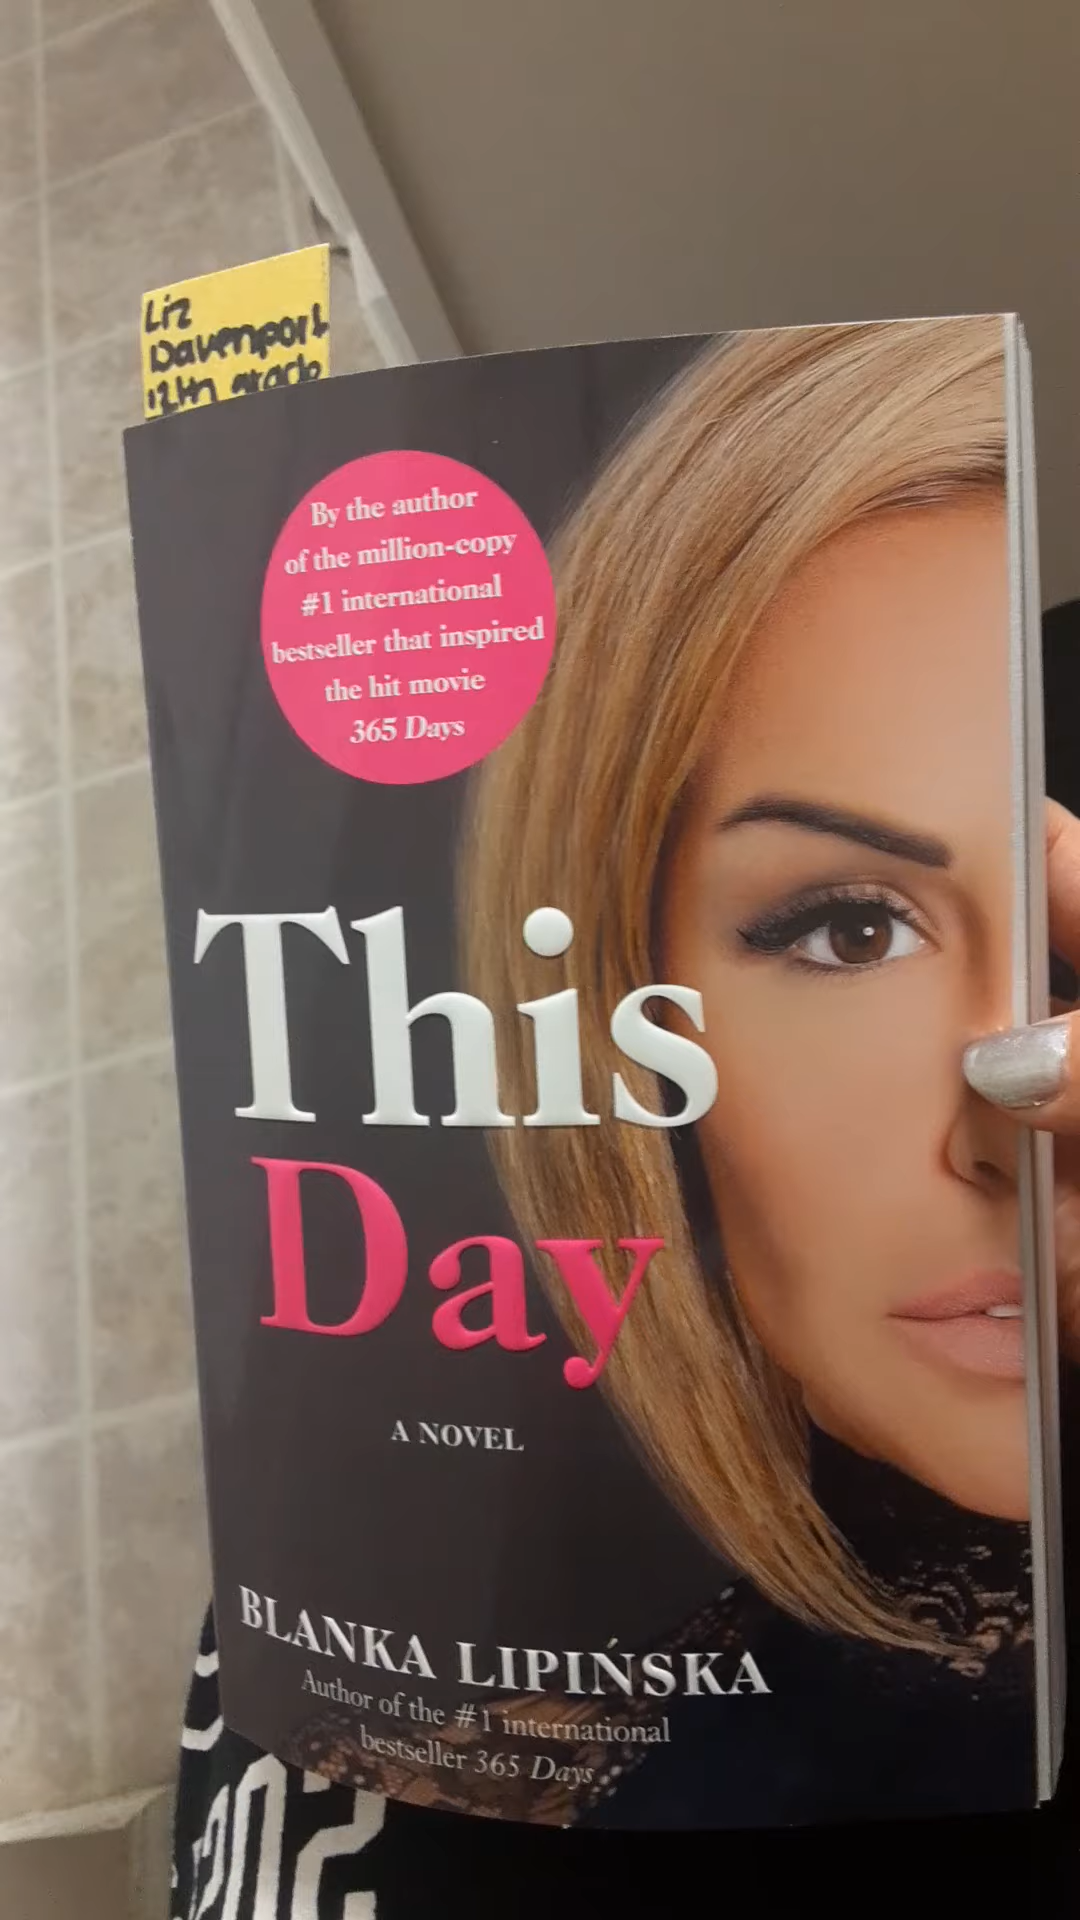 Liz
Davenport
12th grade
By the author
of the million-copy
#1 international
bestseller that inspired
the hit movie
365 Days
This
Day
A NOVEL
BLANKA LIPIŃSKA
Author of the #1 international
bestseller 365 Days